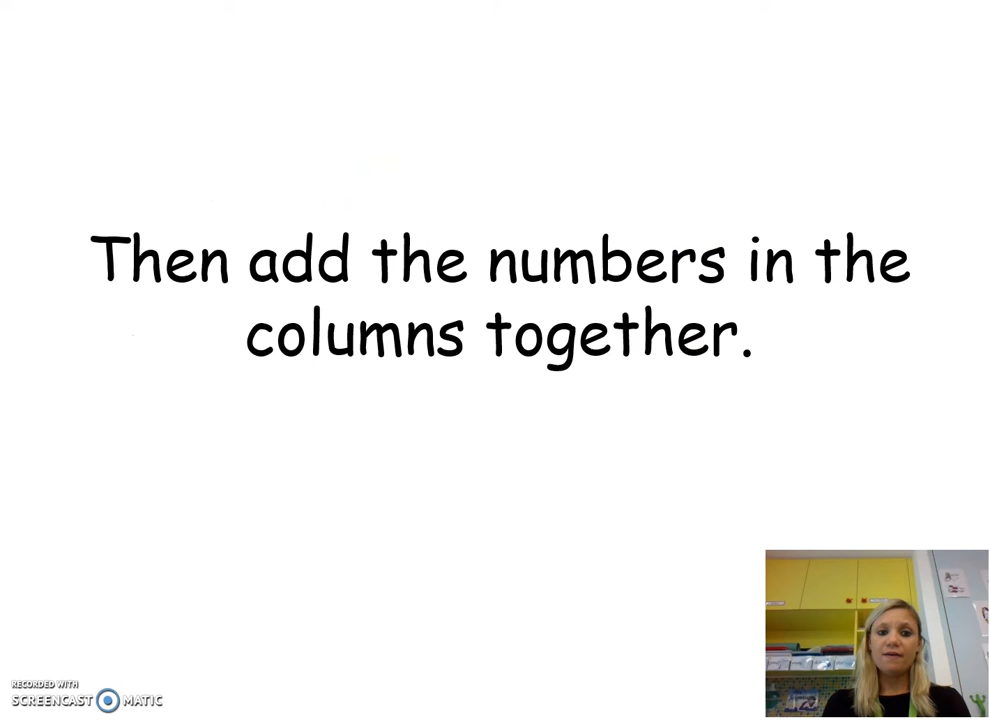 Then add the numbers in the
columns together.
RECORDED WITH
SCREENCAST MATIC